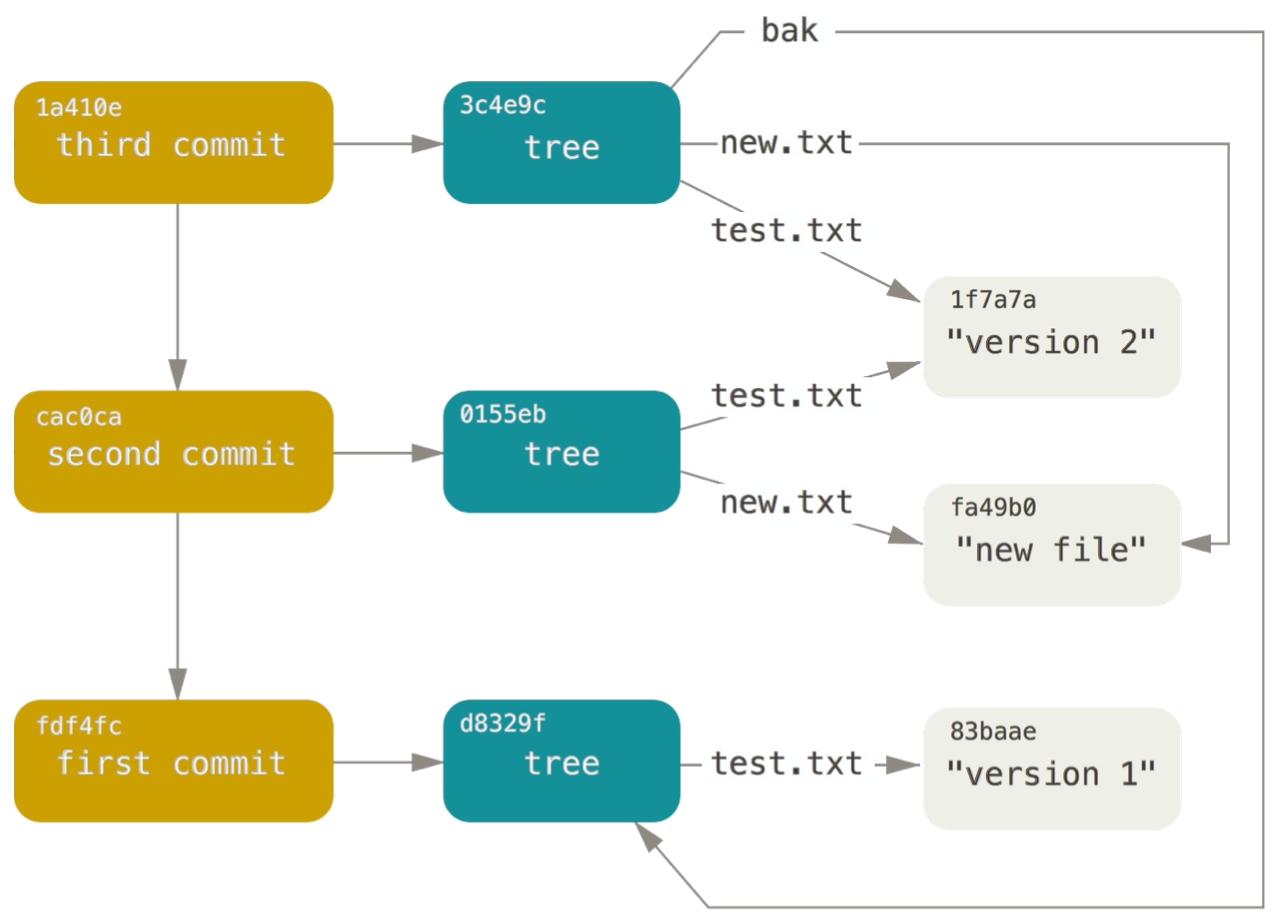 bak
1a410e
third commit
3c4e9c
tree
new.txt
test.txt
1f7a7a
"version 2"
cac0ca
second commit
0155eb
tree
test.txt
new.txt
fa49b0
"new file"
fdf4fc
first commit
d8329f
tree
test.txt
83baae
"version 1"